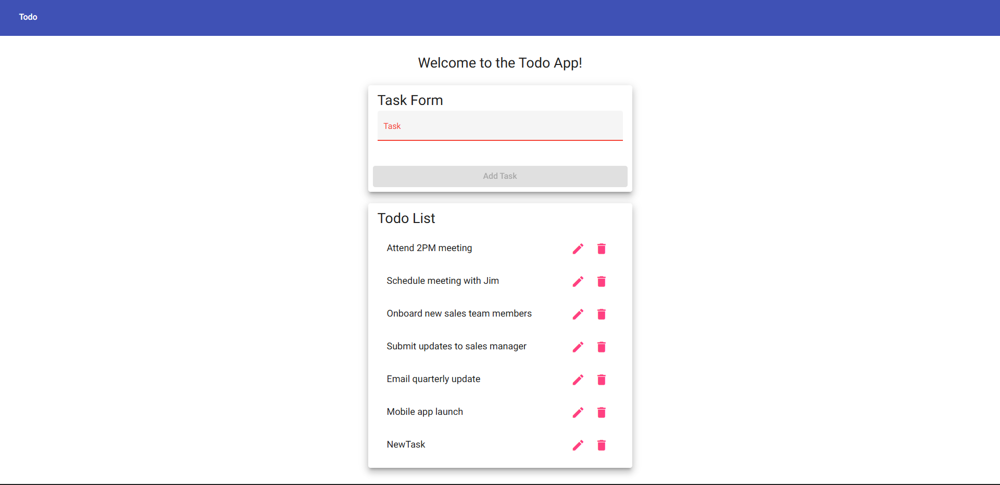 Todo
Welcome to the Todo App!
Task Form
Task
Add Task
Todo List
Attend 2PM meeting
Schedule meeting with Jim
Onboard new sales team members
Submit updates to sales manager
Email quarterly update
Mobile app launch
NewTask